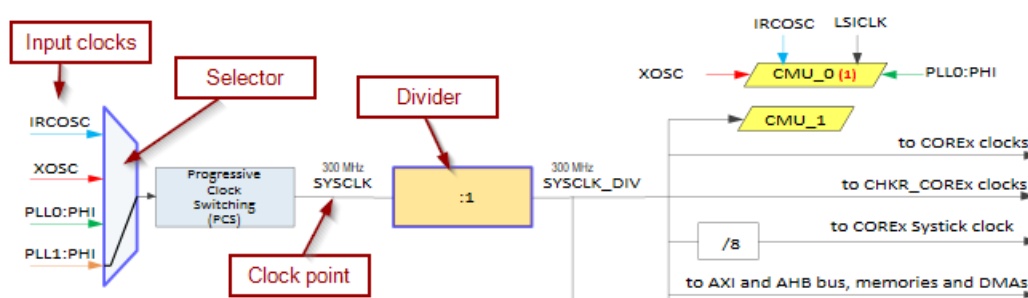 Input clocks
Selector
Divider
IRCOSC
LSICLK
XOSC
CMU_0 (1)
PLL0:PHI
CMU_1
IRCOSC
XOSC
PLL0:PHI
PLL1:PHI
Progressive
Clock
Switching
(PCS)
300 MHz
SYSCLK
:1
300 MHz
SYSCLK_DIV
Clock point
to COREx clocks
to CHKR_COREx clocks
/8
to COREx Systick clock
to AXI and AHB bus, memories and DMAs